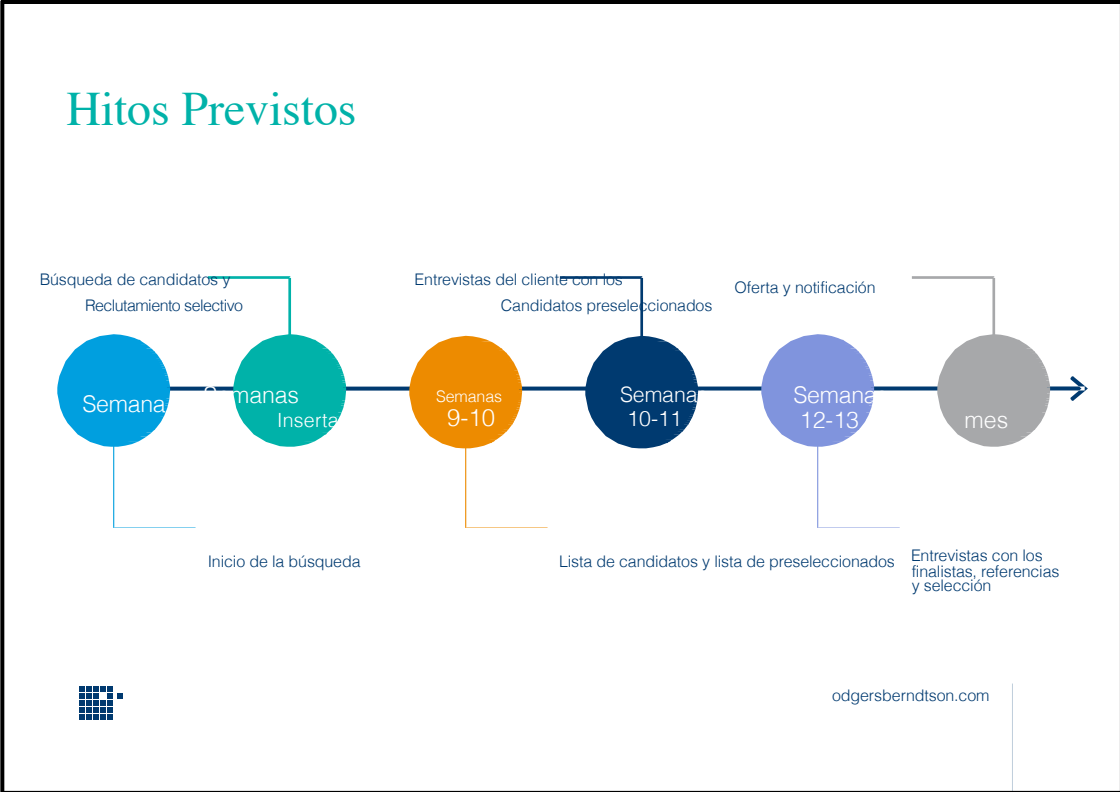 Hitos Previstos
Búsqueda de candidatos y
Reclutamiento selectivo
Entrevistas del cliente con los
Candidatos preseleccionados
Oferta y notificación
Semana
Semanas
Inserta
Semanas
9-10
Semana
10-11
Semana
12-13
mes
Inicio de la búsqueda
Lista de candidatos y lista de preseleccionados
Entrevistas con los
finalistas, referencias
y selección
odgersberndtson.com